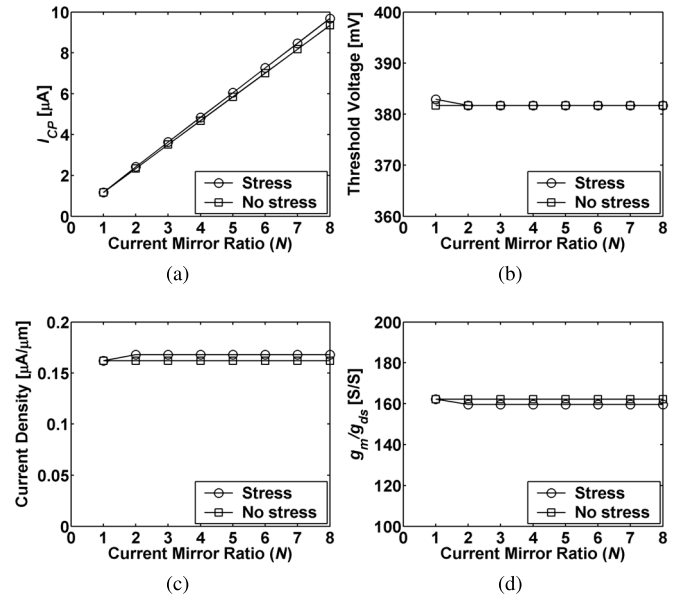 10
8
6
4
2
0
I_CP [μA]
Stress
No stress
0 1 2 3 4 5 6 7 8
Current Mirror Ratio (N)
(a)
400
390
380
370
360
Threshold Voltage [mV]
Stress
No stress
0 1 2 3 4 5 6 7 8
Current Mirror Ratio (N)
(b)
0.2
0.15
0.1
0.05
0
Current Density [μA/μm]
Stress
No stress
0 1 2 3 4 5 6 7 8
Current Mirror Ratio (N)
(c)
200
180
160
140
120
100
g_m/g_ds [S/S]
Stress
No stress
0 1 2 3 4 5 6 7 8
Current Mirror Ratio (N)
(d)